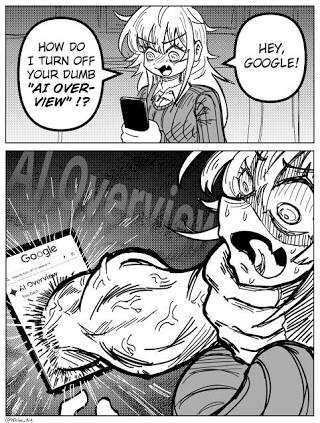 HEY,
GOOGLE!
HOW DO
I TURN OFF
YOUR DUMB
"AI OVER-
VIEW" !?
AI Overview
Google
AI Overview